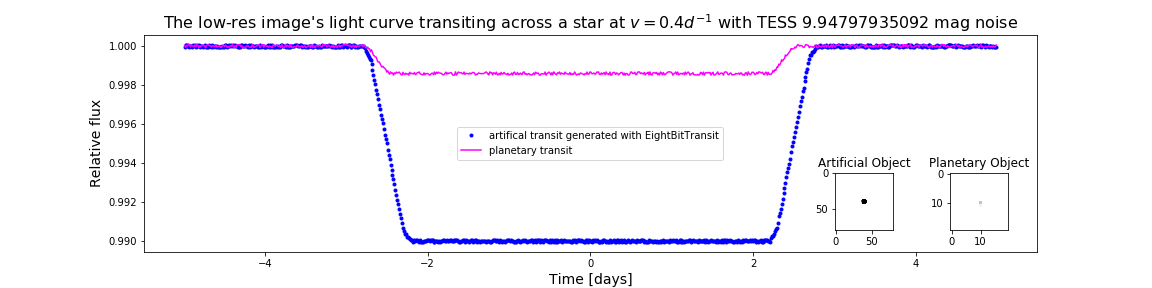 The low-res image's light curve transiting across a star at v = 0.4d⁻¹ with TESS 9.94797935092 mag noise
Relative flux
1.000
0.998
0.996
0.994
0.992
0.990
artifical transit generated with EightBitTransit
planetary transit
Artificial Object
0
50
0
50
Planetary Object
0
10
0
10
−4
−2
0
2
4
Time [days]